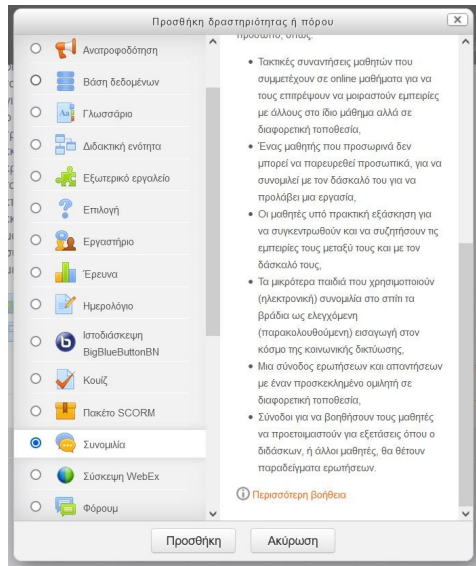 Προσθήκη δραστηριότητας ή πόρου
Ανατροφοδότηση
Βάση δεδομένων
Γλωσσάριο
Διδακτική ενότητα
Εξωτερικό εργαλείο
Επιλογή
Εργαστήριο
Έρευνα
Ημερολόγιο
Ιστοδιάσκεψη
BigBlueButtonBN
Κουίζ
Πακέτο SCORM
Συνομιλία
Σύσκεψη WebEx
Φόρουμ
πρόσωπο, όπως:
• Τακτικές συναντήσεις μαθητών που
συμμετέχουν σε online μαθήματα για να
τους επιτρέψουν να μοιραστούν εμπειρίες
με άλλους στο ίδιο μάθημα αλλά σε
διαφορετική τοποθεσία,
• Ένας μαθητής που προσωρινά δεν
μπορεί να παρευρεθεί προσωπικά, για να
συνομιλεί με τον δάσκαλό του για να
προλάβει μια εργασία,
• Οι μαθητές υπό πρακτική εξάσκηση για
να συγκεντρωθούν και να συζητήσουν τις
εμπειρίες τους μεταξύ τους και με τον
δάσκαλό τους,
• Τα μικρότερα παιδιά που χρησιμοποιούν
(ηλεκτρονική) συνομιλία στο σπίτι τα
βράδια ως ελεγχόμενη
(παρακολουθούμενη) εισαγωγή στον
κόσμο της κοινωνικής δικτύωσης,
• Μια σύνοδος ερωτήσεων και απαντήσεων
με έναν προσκεκλημένο ομιλητή σε
διαφορετική τοποθεσία,
• Σύνοδοι για να βοηθήσουν τους μαθητές
να προετοιμαστούν για εξετάσεις όπου ο
διδάσκων, ή άλλοι μαθητές, θα θέτουν
παραδείγματα ερωτήσεων.
Περισσότερη βοήθεια
Προσθήκη
Ακύρωση